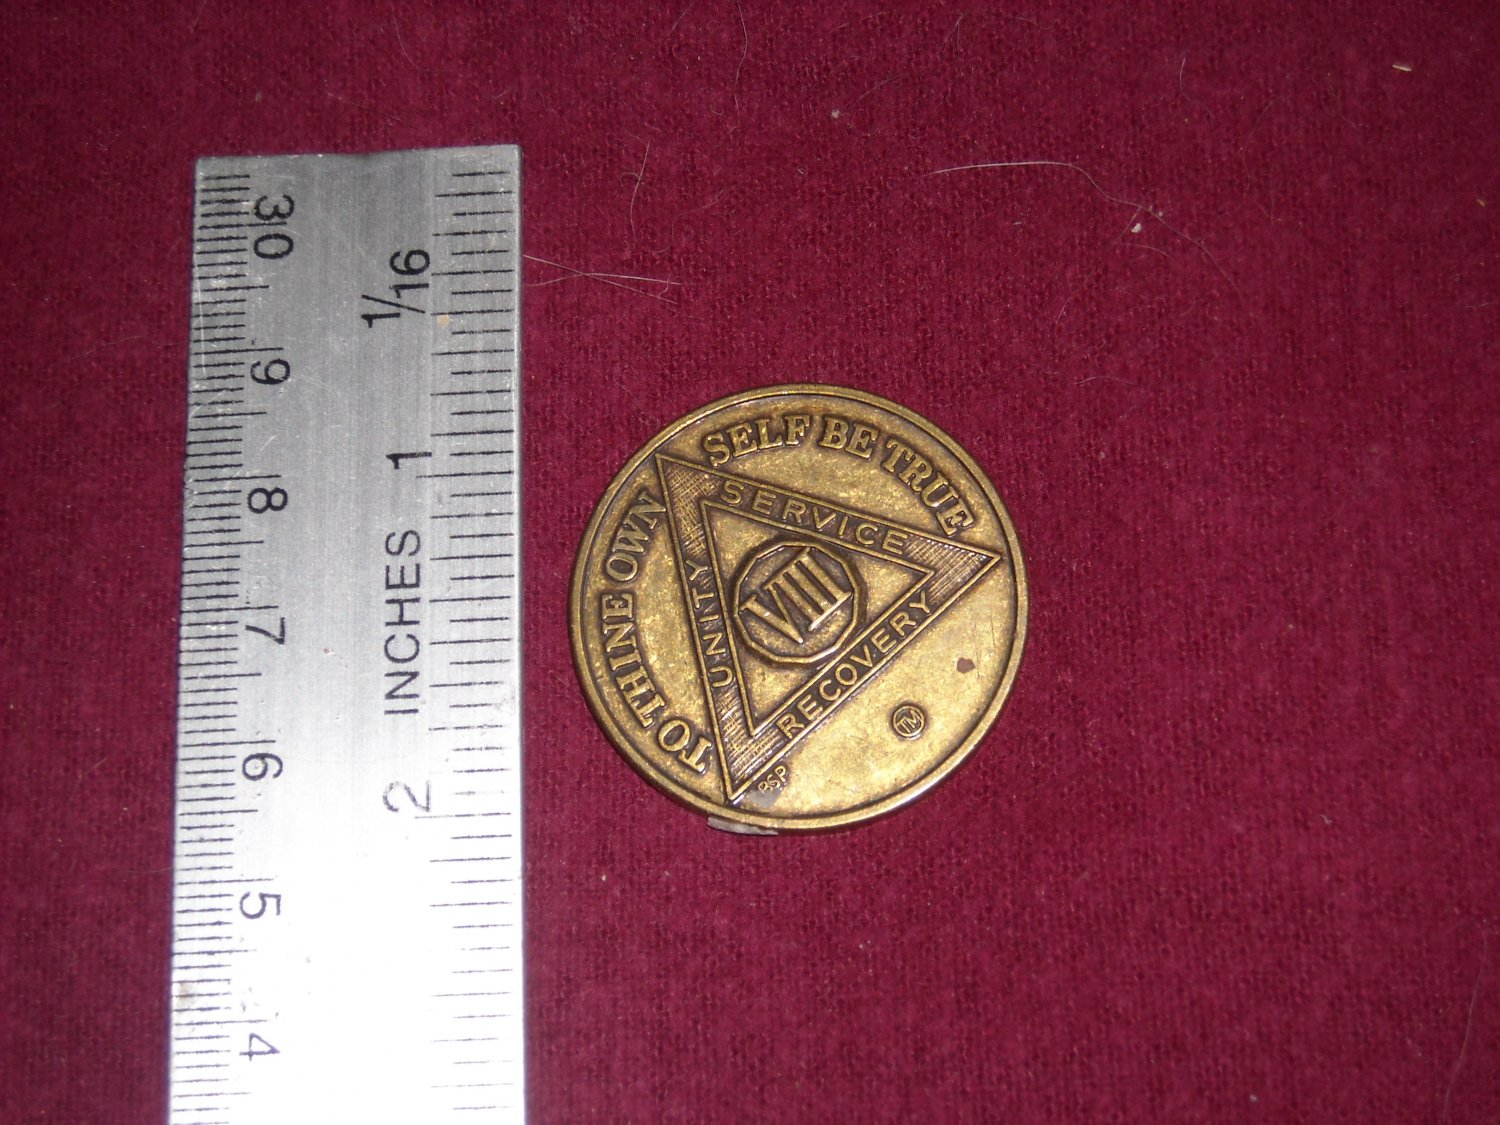 30
9
8
7
6
5
4
1/16
1
INCHES
2
TO THINE OWN SELF BE TRUE
UNITY
SERVICE
RECOVERY
VIII
TM